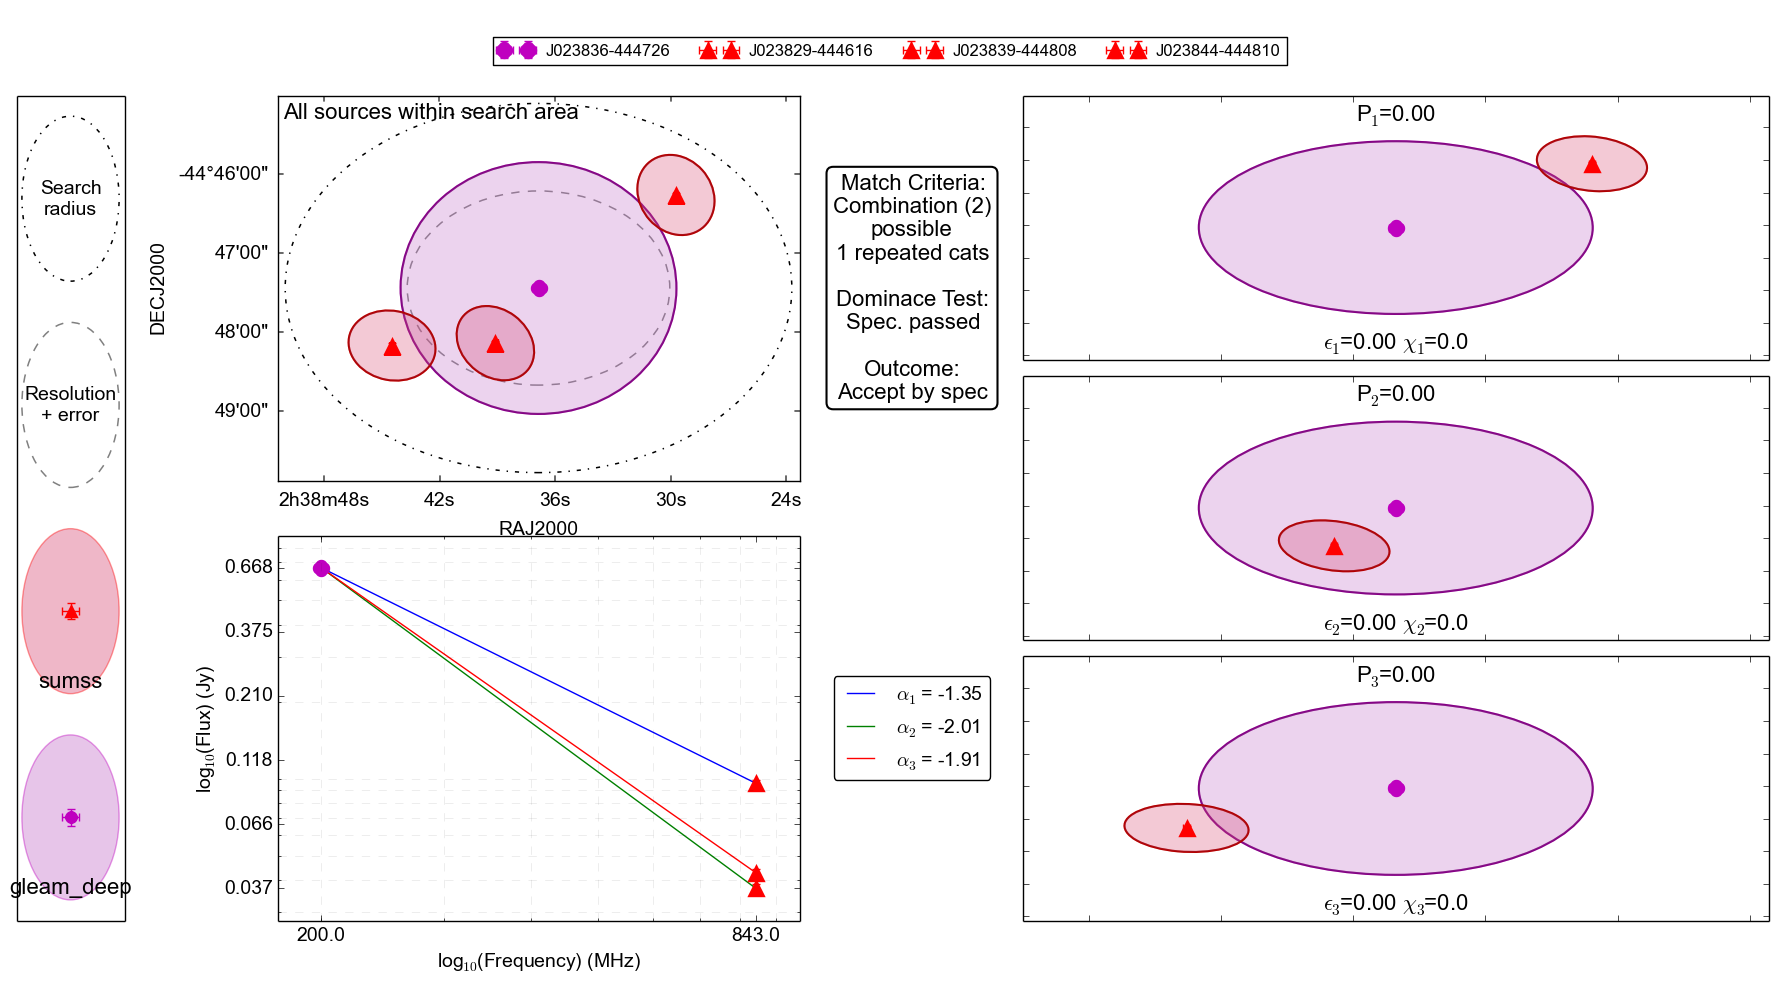 J023836-444726 J023829-444616 J023839-444808 J023844-444810
Search
radius
Resolution
+ error
sumss
gleam_deep
All sources within search area
DECJ2000
-44°46'00"
47'00"
48'00"
49'00"
2h38m48s 42s 36s 30s 24s
RAJ2000
log10(Flux) (Jy)
0.668
0.375
0.210
0.118
0.066
0.037
200.0 843.0
log10(Frequency) (MHz)
Match Criteria:
Combination (2)
possible
1 repeated cats
Dominace Test:
Spec. passed
Outcome:
Accept by spec
α1 = -1.35
α2 = -2.01
α3 = -1.91
P1=0.00
ϵ1=0.00 χ1=0.0
P2=0.00
ϵ2=0.00 χ2=0.0
P3=0.00
ϵ3=0.00 χ3=0.0